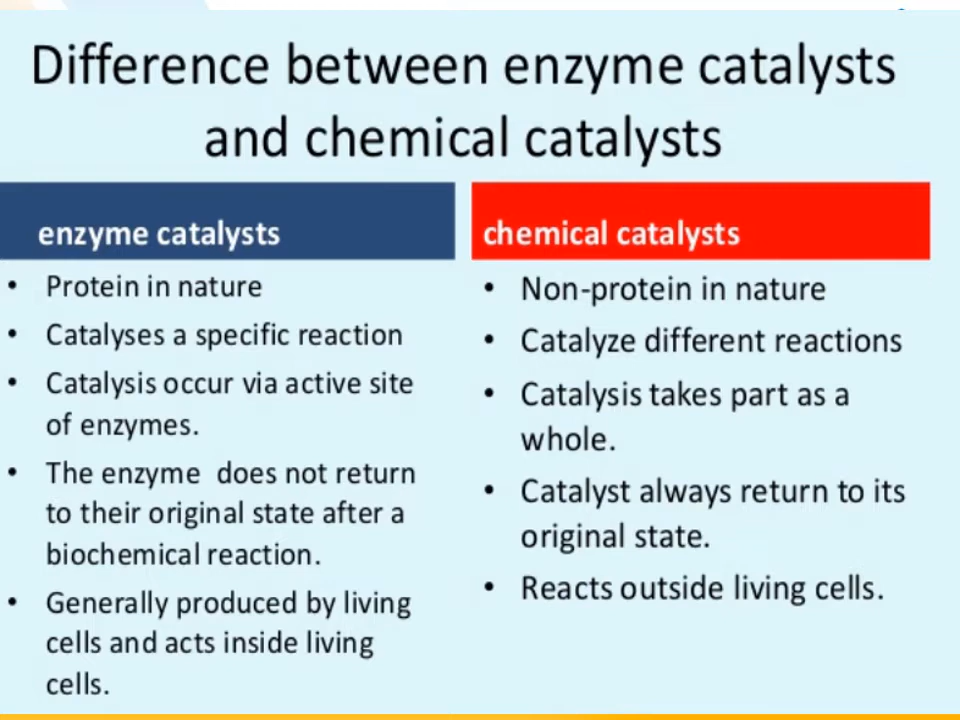 Difference between enzyme catalysts
and chemical catalysts
enzyme catalysts
• Protein in nature
• Catalyses a specific reaction
• Catalysis occur via active site
of enzymes.
• The enzyme does not return
to their original state after a
biochemical reaction.
• Generally produced by living
cells and acts inside living
cells.
chemical catalysts
• Non-protein in nature
• Catalyze different reactions
• Catalysis takes part as a
whole.
• Catalyst always return to its
original state.
• Reacts outside living cells.